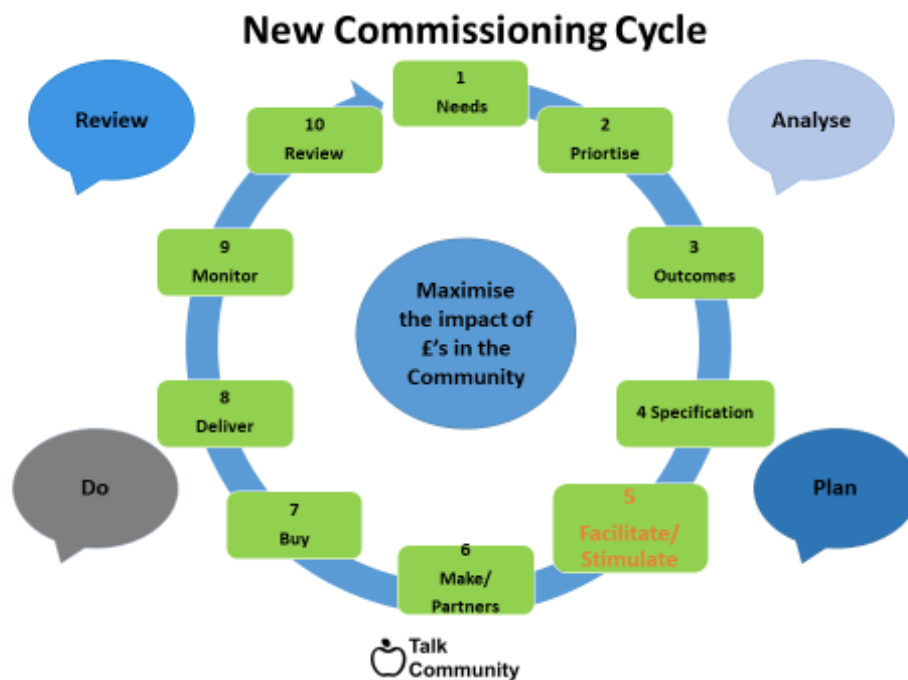 New Commissioning Cycle
Review
Analyse
1
Needs
2
Priortise
3
Outcomes
4 Specification
5
Facilitate/
Stimulate
6
Make/
Partners
7
Buy
8
Deliver
9
Monitor
10
Review
Maximise
the impact of
£'s in the
Community
Do
Plan
Talk
Community